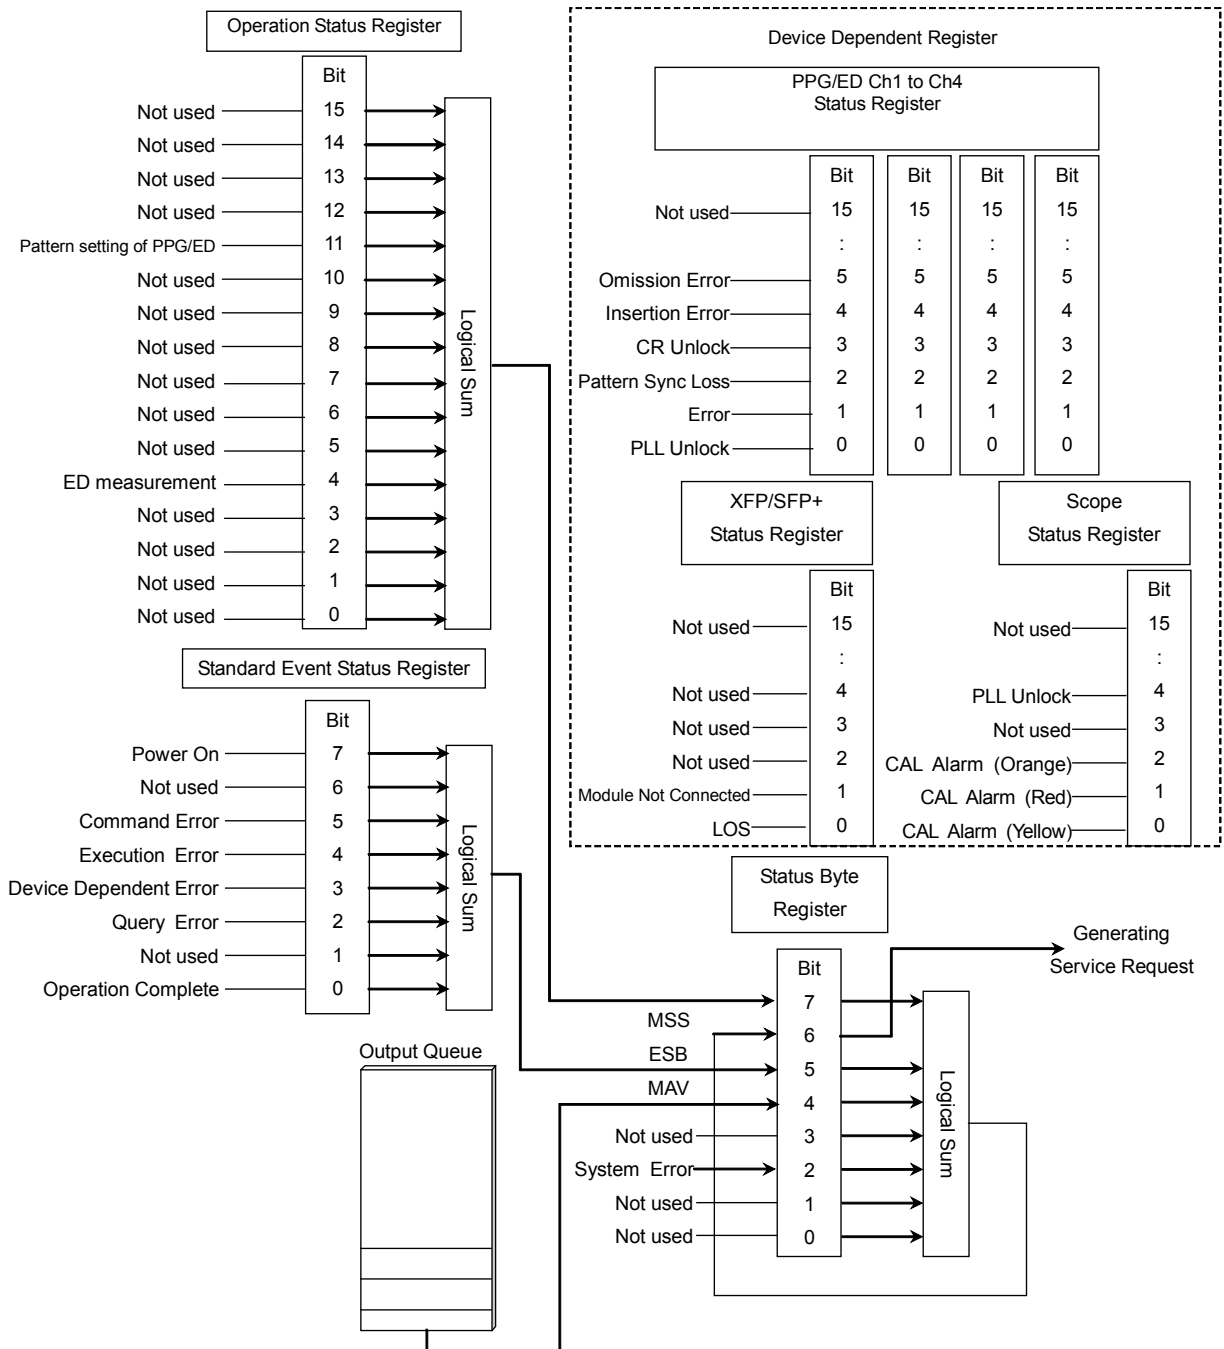 Operation Status Register
Bit
Not used 15
Not used 14
Not used 13
Not used 12
Pattern setting of PPG/ED 11
Not used 10
Not used 9
Not used 8
Not used 7
Not used 6
Not used 5
ED measurement 4
Not used 3
Not used 2
Not used 1
Not used 0
Logical Sum
Standard Event Status Register
Bit
Power On 7
Not used 6
Command Error 5
Execution Error 4
Device Dependent Error 3
Query Error 2
Not used 1
Operation Complete 0
Logical Sum
Output Queue
Device Dependent Register
PPG/ED Ch1 to Ch4
Status Register
Bit Bit Bit Bit
Not used 15 15 15 15
: : : :
Omission Error 5 5 5 5
Insertion Error 4 4 4 4
CR Unlock 3 3 3 3
Pattern Sync Loss 2 2 2 2
Error 1 1 1 1
PLL Unlock 0 0 0 0
XFP/SFP+
Status Register
Bit
Not used 15
:
Not used 4
Not used 3
Not used 2
Module Not Connected 1
LOS 0
Scope
Status Register
Bit
Not used 15
:
PLL Unlock 4
Not used 3
CAL Alarm (Orange) 2
CAL Alarm (Red) 1
CAL Alarm (Yellow) 0
Status Byte
Register
Bit
7
MSS 6
ESB 5
MAV 4
Not used 3
System Error 2
Not used 1
Not used 0
Logical Sum
Generating
Service Request